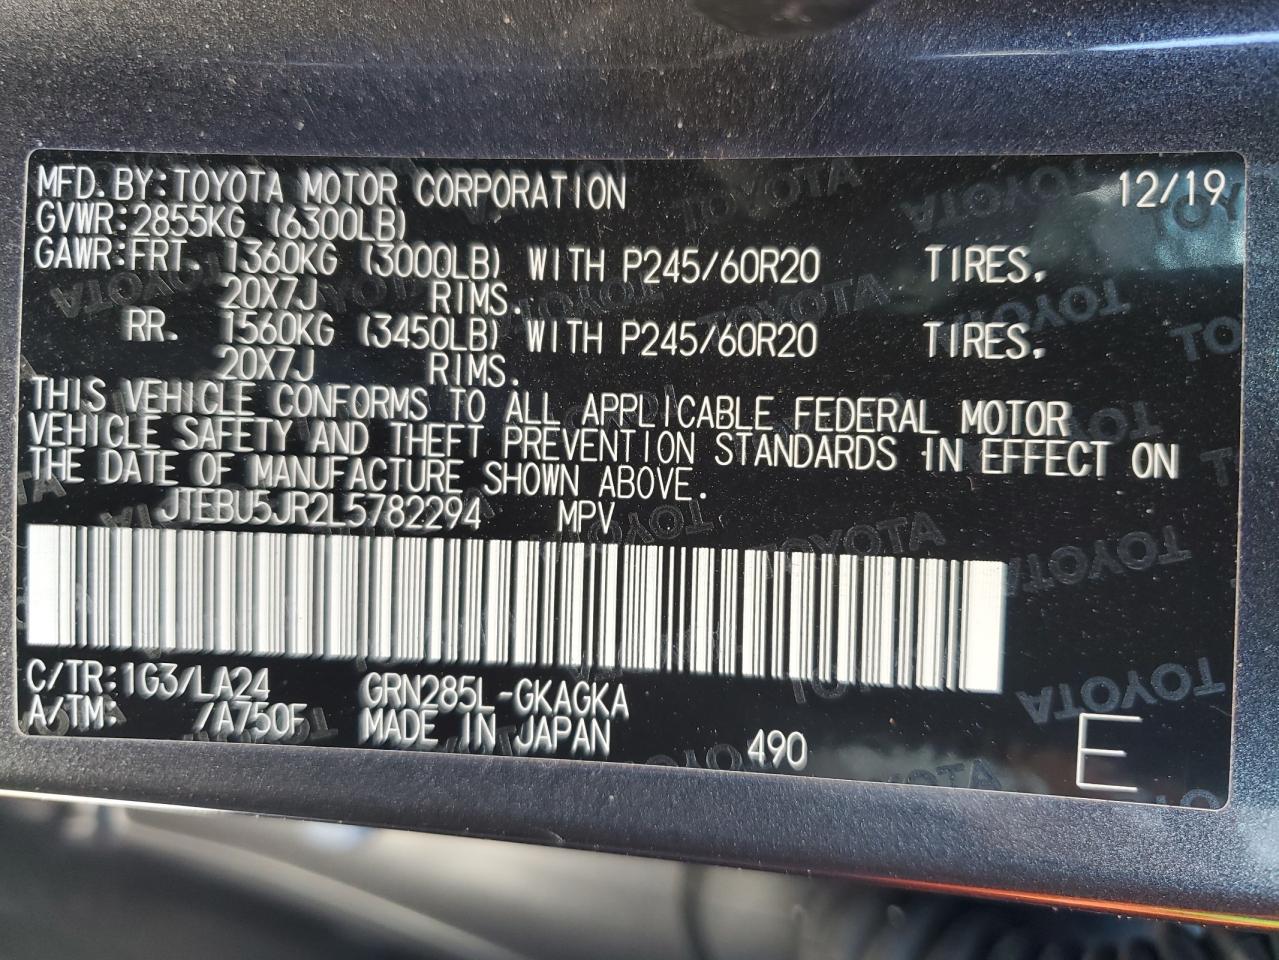 MFD. BY: TOYOTA MOTOR CORPORATION 12/19
GVWR: 2855KG (6300LB)
GAWR: FRT. 1360KG (3000LB) WITH P245/60R20 TIRES,
20X7J RIMS.
RR. 1560KG (3450LB) WITH P245/60R20 TIRES,
20X7J RIMS.
THIS VEHICLE CONFORMS TO ALL APPLICABLE FEDERAL MOTOR
VEHICLE SAFETY AND THEFT PREVENTION STANDARDS IN EFFECT ON
THE DATE OF MANUFACTURE SHOWN ABOVE.
JTEBU5JR2L5782294 MPV
C/TR: 1G3/LA24 GRN285L-GKAGKA
A/TM: /A750F MADE IN JAPAN 490 E